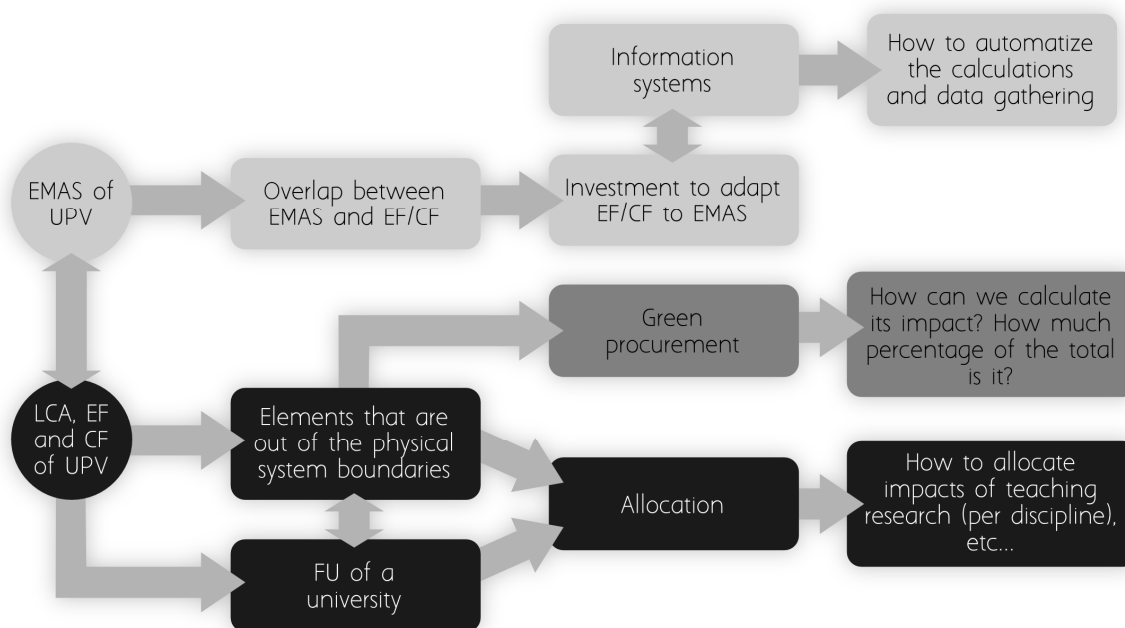 Information
systems
How to automatize
the calculations
and data gathering
EMAS of
UPV
Overlap between
EMAS and EF/CF
Investment to adapt
EF/CF to EMAS
Green
procurement
How can we calculate
its impact? How much
percentage of the total
is it?
LCA, EF
and CF
of UPV
Elements that are
out of the physical
system boundaries
Allocation
How to allocate
impacts of teaching
research (per discipline),
etc...
FU of a
university